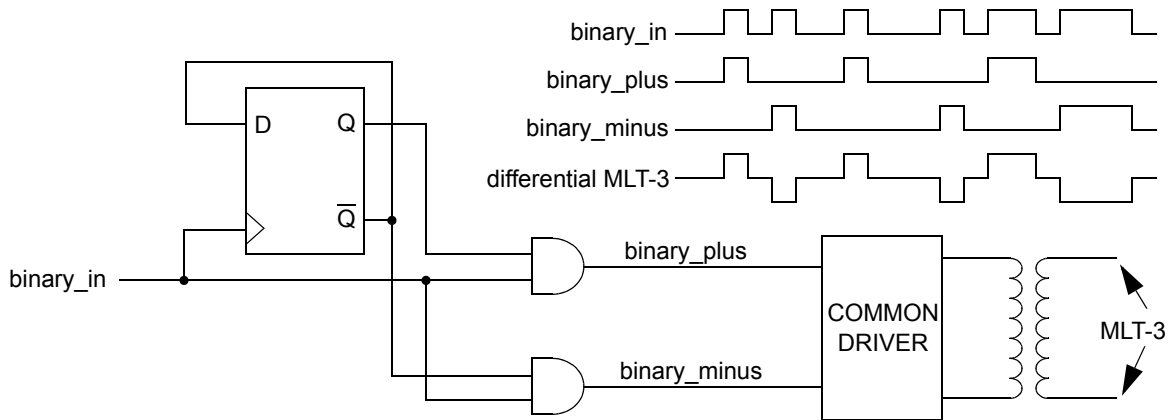 binary_in
binary_plus
binary_minus
differential MLT-3
D Q
Q̅
binary_in
binary_plus
binary_minus
COMMON
DRIVER
MLT-3